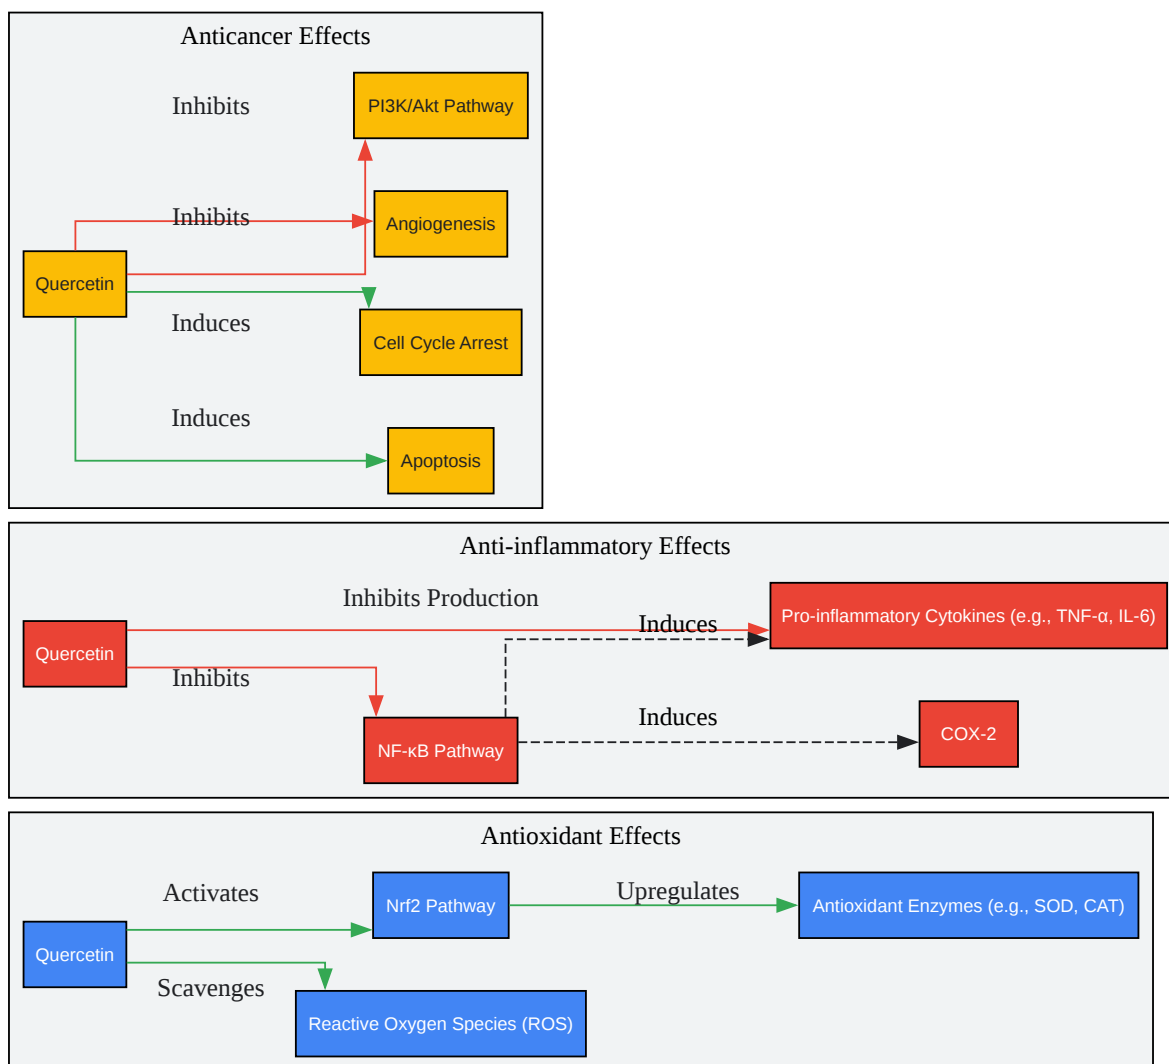 Anticancer Effects
Inhibits
PI3K/Akt Pathway
Inhibits
Angiogenesis
Quercetin
Induces
Cell Cycle Arrest
Induces
Apoptosis
Anti-inflammatory Effects
Inhibits Production
Induces
Pro-inflammatory Cytokines (e.g., TNF-α, IL-6)
Quercetin
Inhibits
NF-κB Pathway
Induces
COX-2
Antioxidant Effects
Activates
Nrf2 Pathway
Upregulates
Antioxidant Enzymes (e.g., SOD, CAT)
Quercetin
Scavenges
Reactive Oxygen Species (ROS)